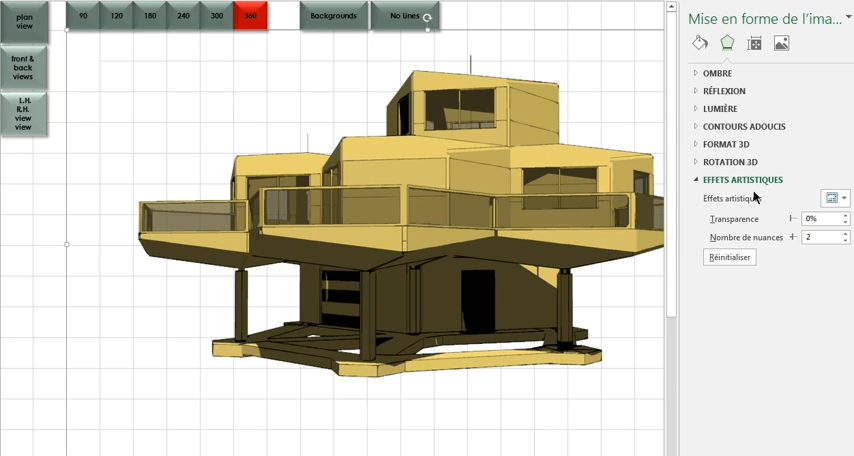 plan
view
90
120
180
240
300
360
Backgrounds
No lines
front &
back
views
L.H.
R.H.
view
view
Mise en forme de l'ima...
OMBRE
RÉFLEXION
LUMIÈRE
CONTOURS ADOUCIS
FORMAT 3D
ROTATION 3D
EFFETS ARTISTIQUES
Effets artistiques
Transparence 0%
Nombre de nuances 2
Réinitialiser